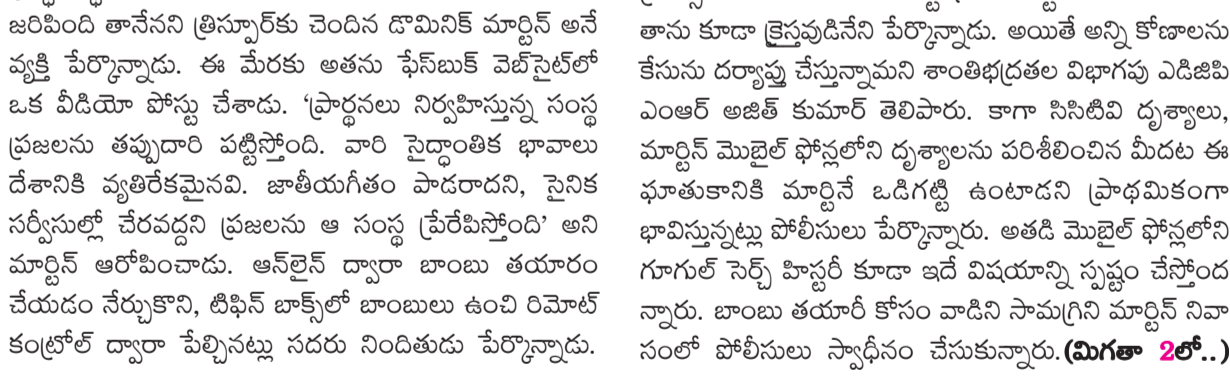 జరిపింది తానేనని త్రిస్సూర్‌కు చెందిన డొమినిక్ మార్టిన్ అనే
వ్యక్తి పేర్కొన్నాడు. ఈ మేరకు అతను ఫేస్‌బుక్ వెబ్‌సైట్‌లో
ఒక వీడియో పోస్టు చేశాడు. ‘ప్రార్థనలు నిర్వహిస్తున్న సంస్థ
ప్రజలను తప్పుదారి పట్టిస్తోంది. వారి సైద్ధాంతిక భావాలు
దేశానికి వ్యతిరేకమైనవి. జాతీయగీతం పాడరాదని, సైనిక
సర్వీసుల్లో చేరవద్దని ప్రజలను ఆ సంస్థ ప్రేరేపిస్తోంది’ అని
మార్టిన్ ఆరోపించాడు. ఆన్‌లైన్ ద్వారా బాంబు తయారం
చేయడం నేర్చుకొని, టిఫిన్ బాక్స్‌లో బాంబులు ఉంచి రిమోట్
కంట్రోల్ ద్వారా పేల్చినట్లు సదరు నిందితుడు పేర్కొన్నాడు.
తాను కూడా క్రైస్తవుడినేని పేర్కొన్నాడు. అయితే అన్ని కోణాలను
కేసును దర్యాప్తు చేస్తున్నామని శాంతిభద్రతల విభాగపు ఎడిజిపి
ఎంఆర్ అజిత్ కుమార్ తెలిపారు. కాగా సిసిటివి దృశ్యాలు,
మార్టిన్ మొబైల్ ఫోన్లలోని దృశ్యాలను పరిశీలించిన మీదట ఈ
ఘాతుకానికి మార్టినే ఒడిగట్టి ఉంటాడని ప్రాథమికంగా
భావిస్తున్నట్లు పోలీసులు పేర్కొన్నారు. అతడి మొబైల్ ఫోన్లలోని
గూగుల్ సెర్చ్ హిస్టరీ కూడా ఇదే విషయాన్ని స్పష్టం చేస్తోంద
న్నారు. బాంబు తయారీ కోసం వాడిని సామగ్రిని మార్టిన్ నివా
సంలో పోలీసులు స్వాధీనం చేసుకున్నారు. (మిగతా 2లో..)